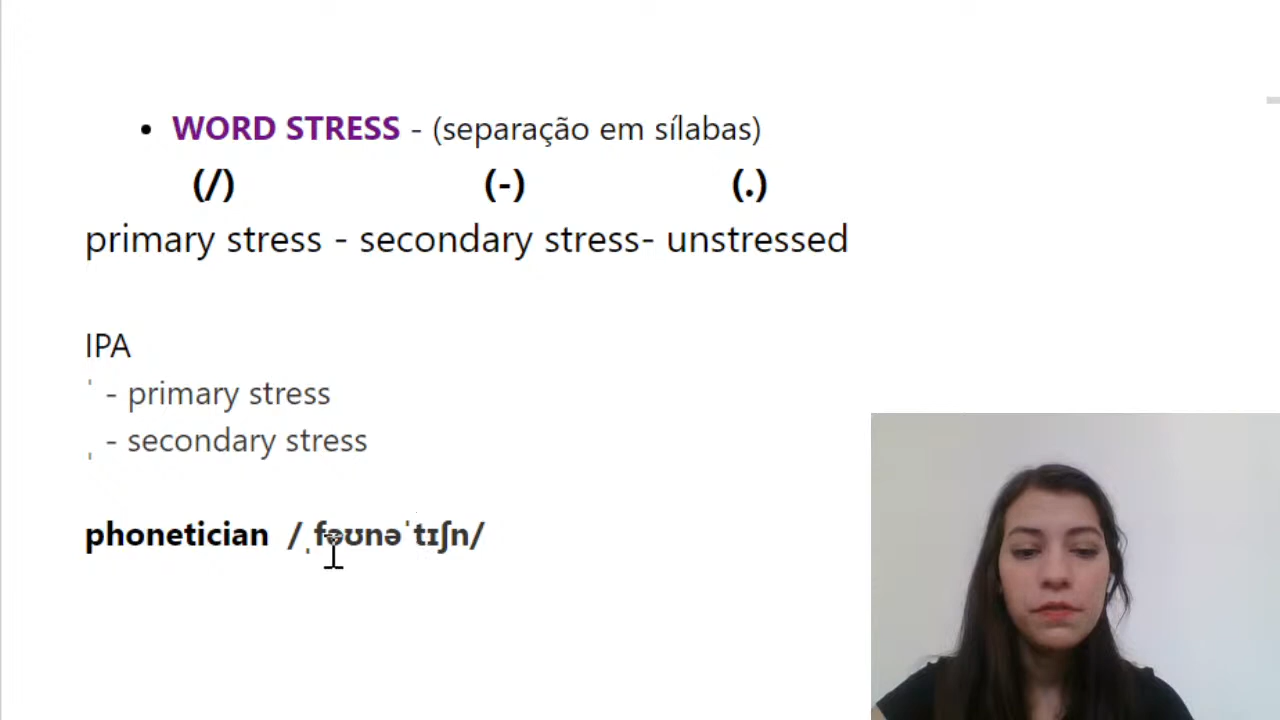 • WORD STRESS - (separação em sílabas)
(/) (-) (.)
primary stress - secondary stress- unstressed
IPA
ˈ - primary stress
ˌ - secondary stress
phonetician /ˌfəʊnəˈtɪʃn/